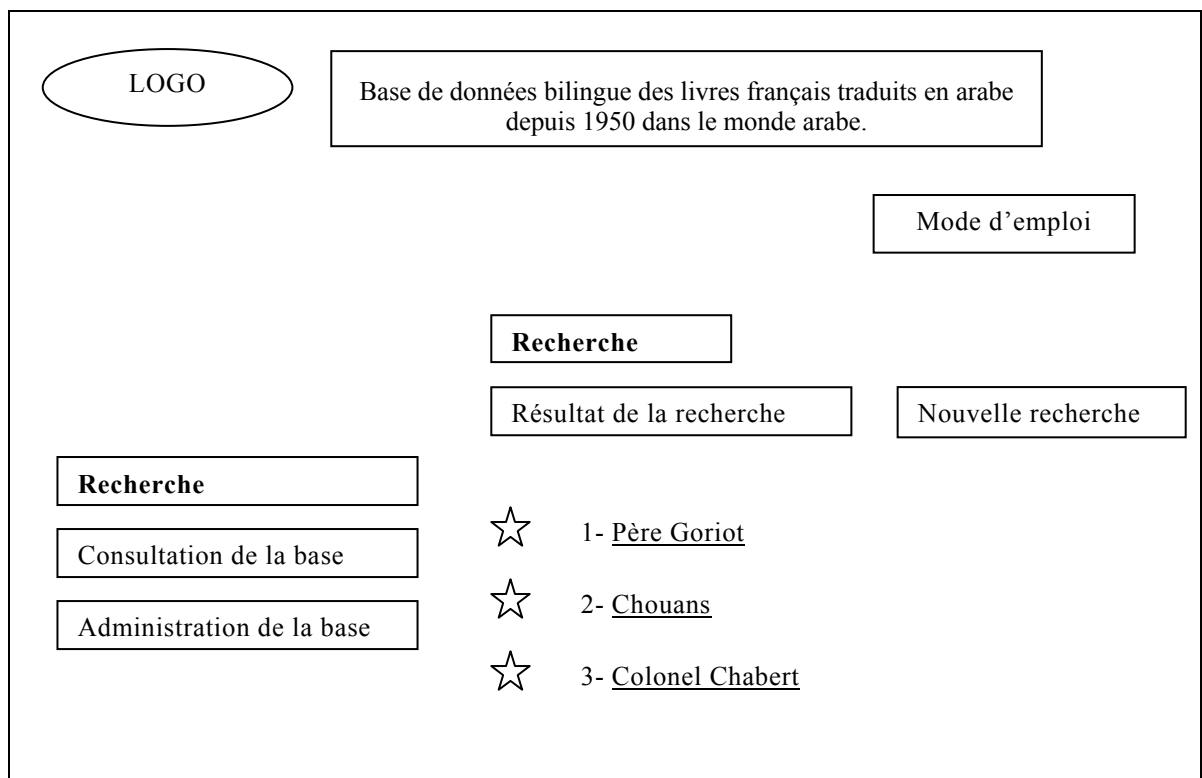 LOGO
Base de données bilingue des livres français traduits en arabe
depuis 1950 dans le monde arabe.
Mode d’emploi
Recherche
Résultat de la recherche
Nouvelle recherche
Recherche
Consultation de la base
Administration de la base
1- Père Goriot
2- Chouans
3- Colonel Chabert